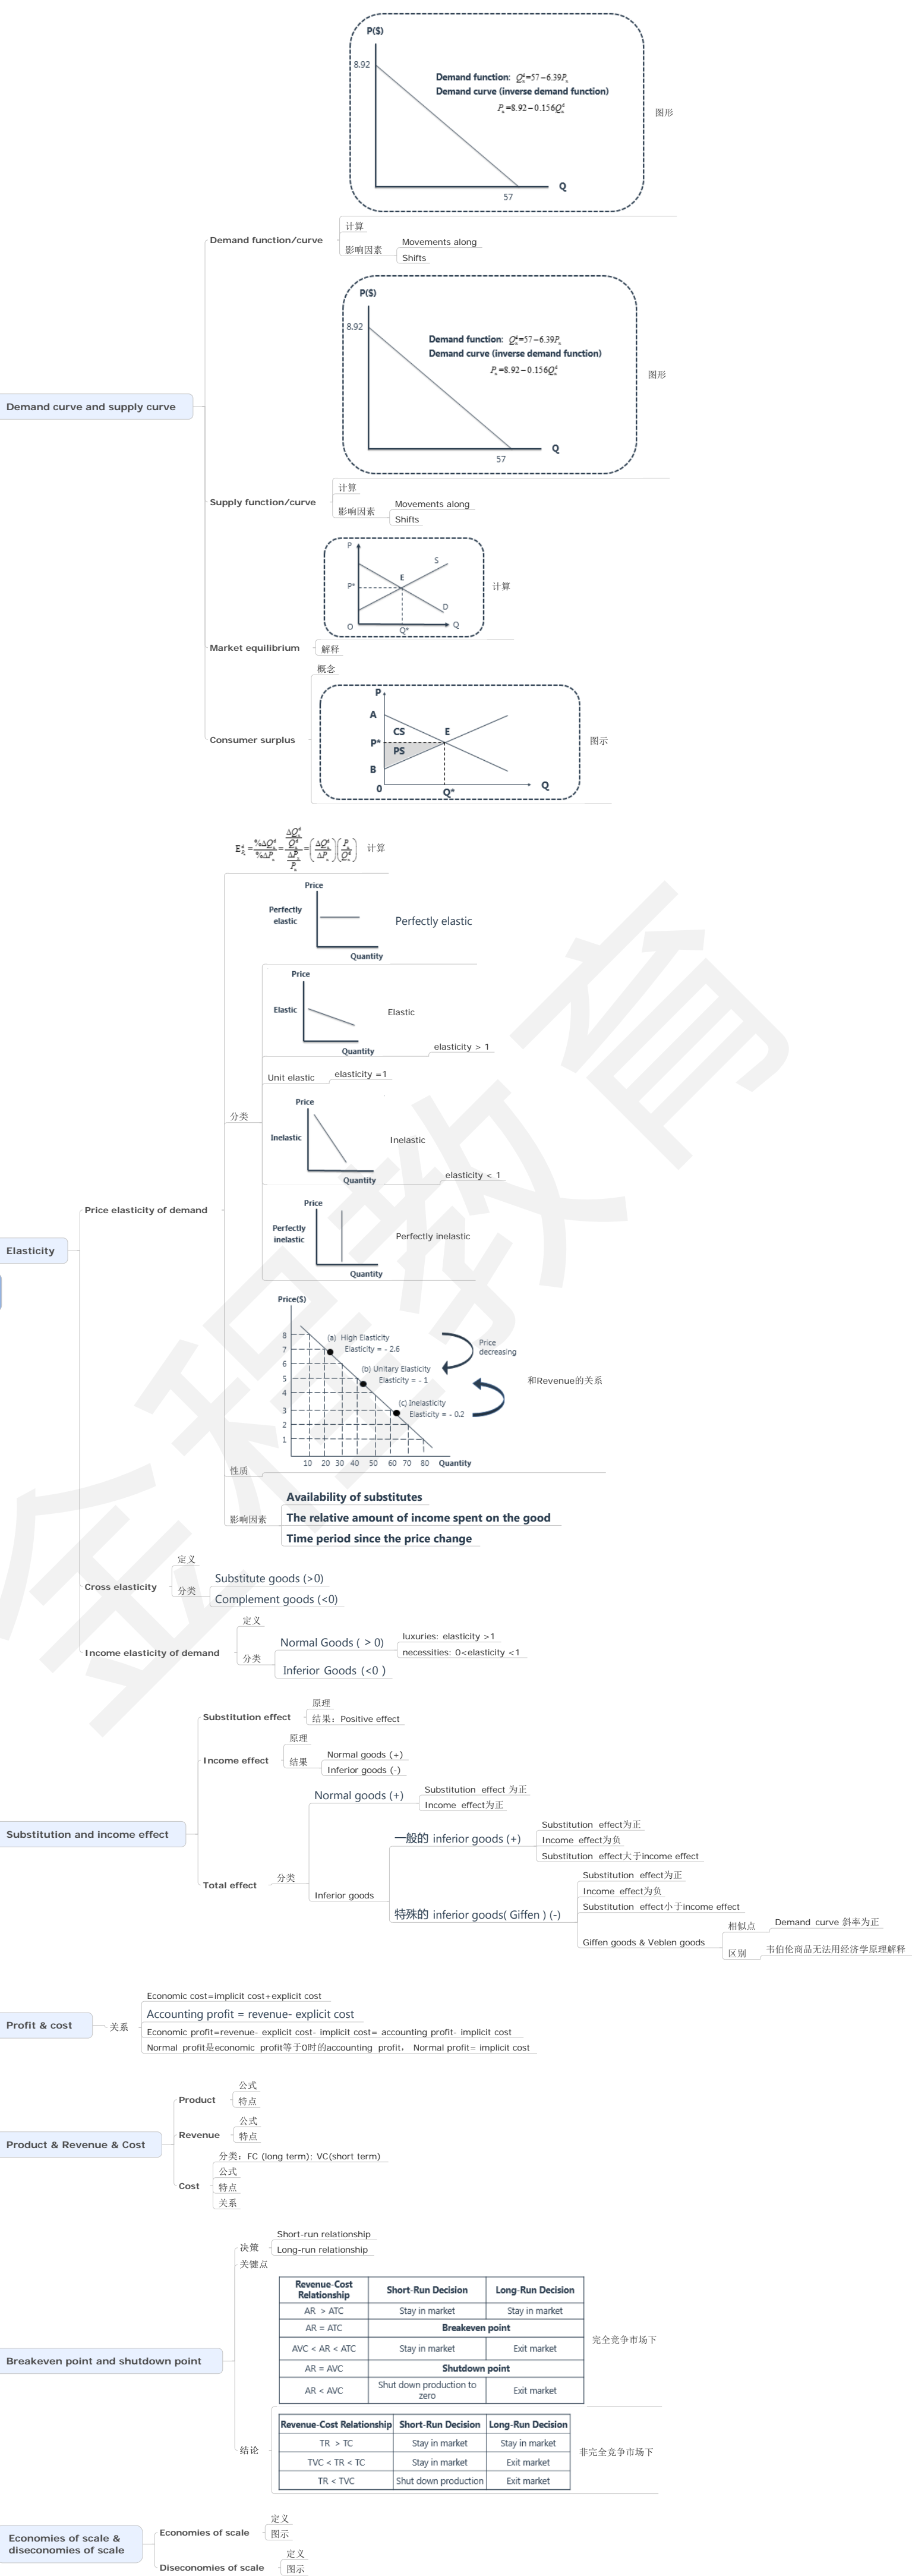 P($)
8.92
Demand function: Qᵈₙ=57−6.39Pₙ
Demand curve (inverse demand function)
Pₙ=8.92−0.156Qᵈₙ
图形
Q
57
Demand function/curve
计算
影响因素
Movements along
Shifts
P($)
8.92
Demand function: Qᵈₙ=57−6.39Pₙ
Demand curve (inverse demand function)
Pₙ=8.92−0.156Qᵈₙ
图形
Q
57
Demand curve and supply curve
Supply function/curve
计算
影响因素
Movements along
Shifts
P
S
E
P*
计算
D
O
Q*
Q
Market equilibrium
解释
概念
P
A
CS
E
P*
PS
B
0
Q*
Q
图示
Consumer surplus
计算
Price
Perfectly
elastic
Quantity
Perfectly elastic
Price
Elastic
Quantity
Elastic
elasticity > 1
Unit elastic
elasticity =1
分类
Price
Inelastic
Quantity
Inelastic
elasticity < 1
Price elasticity of demand
Price
Perfectly
inelastic
Quantity
Perfectly inelastic
Elasticity
Price($)
8
7
6
5
4
3
2
1
(a) High Elasticity
Elasticity = - 2.6
(b) Unitary Elasticity
Elasticity = - 1
(c) Inelasticity
Elasticity = - 0.2
Price
decreasing
和Revenue的关系
10 20 30 40 50 60 70 80 Quantity
性质
影响因素
Availability of substitutes
The relative amount of income spent on the good
Time period since the price change
Cross elasticity
定义
分类
Substitute goods (>0)
Complement goods (<0)
Income elasticity of demand
定义
分类
Normal Goods ( > 0)
luxuries: elasticity >1
necessities: 0<elasticity <1
Inferior Goods (<0 )
Substitution and income effect
Substitution effect
原理
结果：Positive effect
Income effect
原理
结果
Normal goods (+)
Inferior goods (-)
Total effect
分类
Normal goods (+)
Substitution effect 为正
Income effect为正
Inferior goods
一般的 inferior goods (+)
Substitution effect为正
Income effect为负
Substitution effect大于income effect
特殊的 inferior goods( Giffen ) (-)
Substitution effect为正
Income effect为负
Substitution effect小于income effect
Giffen goods & Veblen goods
相似点
Demand curve 斜率为正
区别
韦伯伦商品无法用经济学原理解释
Profit & cost
关系
Economic cost=implicit cost+explicit cost
Accounting profit = revenue- explicit cost
Economic profit=revenue- explicit cost- implicit cost= accounting profit- implicit cost
Normal profit是economic profit等于0时的accounting profit， Normal profit= implicit cost
Product & Revenue & Cost
Product
公式
特点
Revenue
公式
特点
Cost
分类：FC (long term); VC(short term)
公式
特点
关系
Breakeven point and shutdown point
决策
Short-run relationship
Long-run relationship
关键点
结论
Revenue-Cost Relationship Short-Run Decision Long-Run Decision
AR > ATC Stay in market Stay in market
AR = ATC Breakeven point
AVC < AR < ATC Stay in market Exit market
AR = AVC Shutdown point
AR < AVC Shut down production to zero Exit market
完全竞争市场下
Revenue-Cost Relationship Short-Run Decision Long-Run Decision
TR > TC Stay in market Stay in market
TVC < TR < TC Stay in market Exit market
TR < TVC Shut down production Exit market
非完全竞争市场下
Economies of scale &
diseconomies of scale
Economies of scale
定义
图示
Diseconomies of scale
定义
图示
金程教育